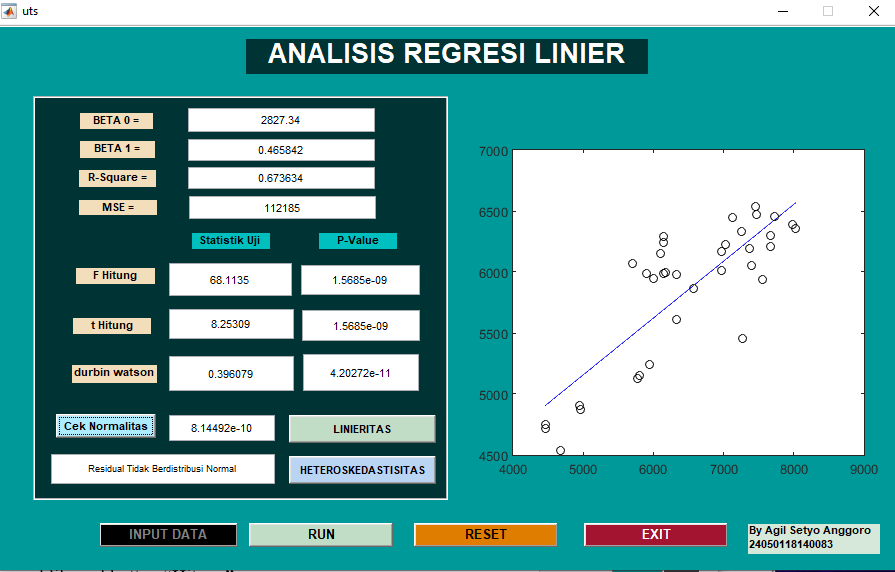 uts
ANALISIS REGRESI LINIER
BETA 0 =
2827.34
BETA 1 =
0.465842
R-Square =
0.673634
MSE =
112185
Statistik Uji
P-Value
F Hitung
68.1135
1.5685e-09
t Hitung
8.25309
1.5685e-09
durbin watson
0.396079
4.20272e-11
Cek Normalitas
8.14492e-10
LINIERITAS
Residual Tidak Berdistribusi Normal
HETEROSKEDASTISITAS
7000
6500
6000
5500
5000
4500
4000
5000
6000
7000
8000
9000
INPUT DATA
RUN
RESET
EXIT
By Agil Setyo Anggoro
24050118140083